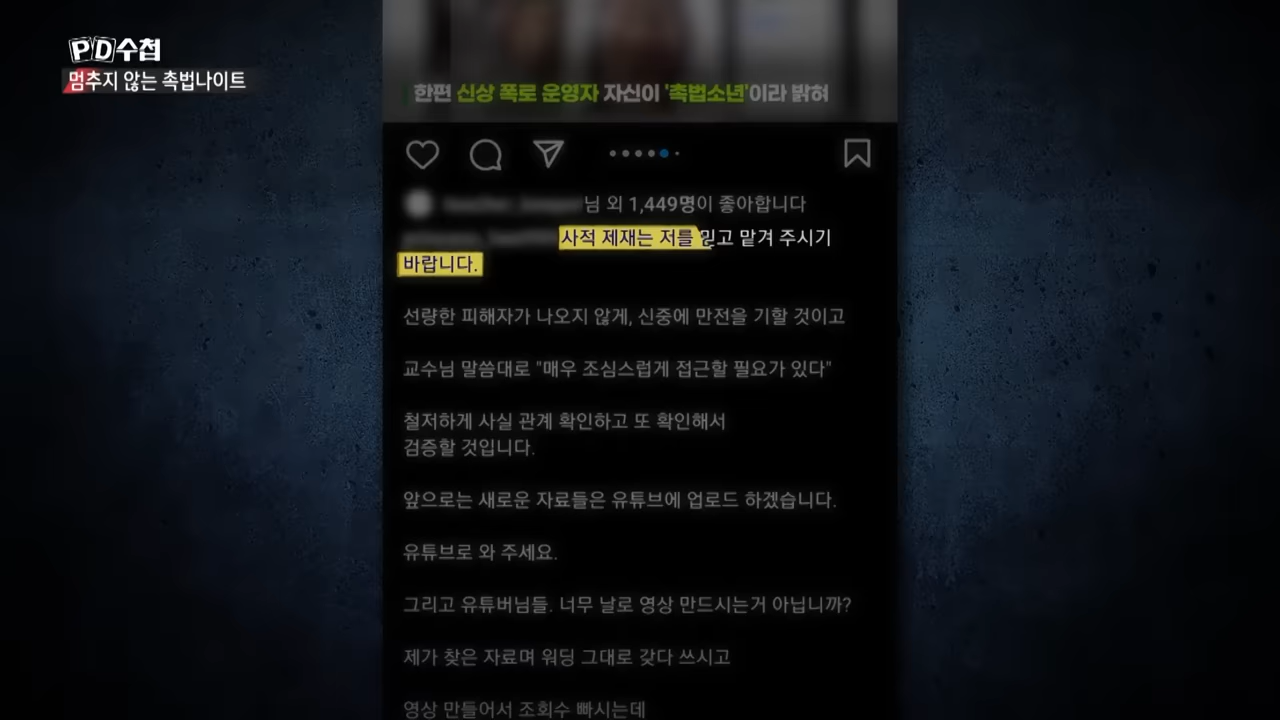 PD수첩
멈추지 않는 촉법나이트
한편 신상 폭로 운영자 자신이 '촉법소년'이라 밝혀
님 외 1,449명이 좋아합니다
사적 제재는 저를 믿고 맡겨 주시기
바랍니다.
선량한 피해자가 나오지 않게, 신중에 만전을 기할 것이고
교수님 말씀대로 "매우 조심스럽게 접근할 필요가 있다"
철저하게 사실 관계 확인하고 또 확인해서
검증할 것입니다.
앞으로는 새로운 자료들은 유튜브에 업로드 하겠습니다.
유튜브로 와 주세요.
그리고 유튜버님들. 너무 날로 영상 만드시는거 아닙니까?
제가 찾은 자료며 워딩 그대로 갖다 쓰시고
영상 만들어서 조회수 빠시는데